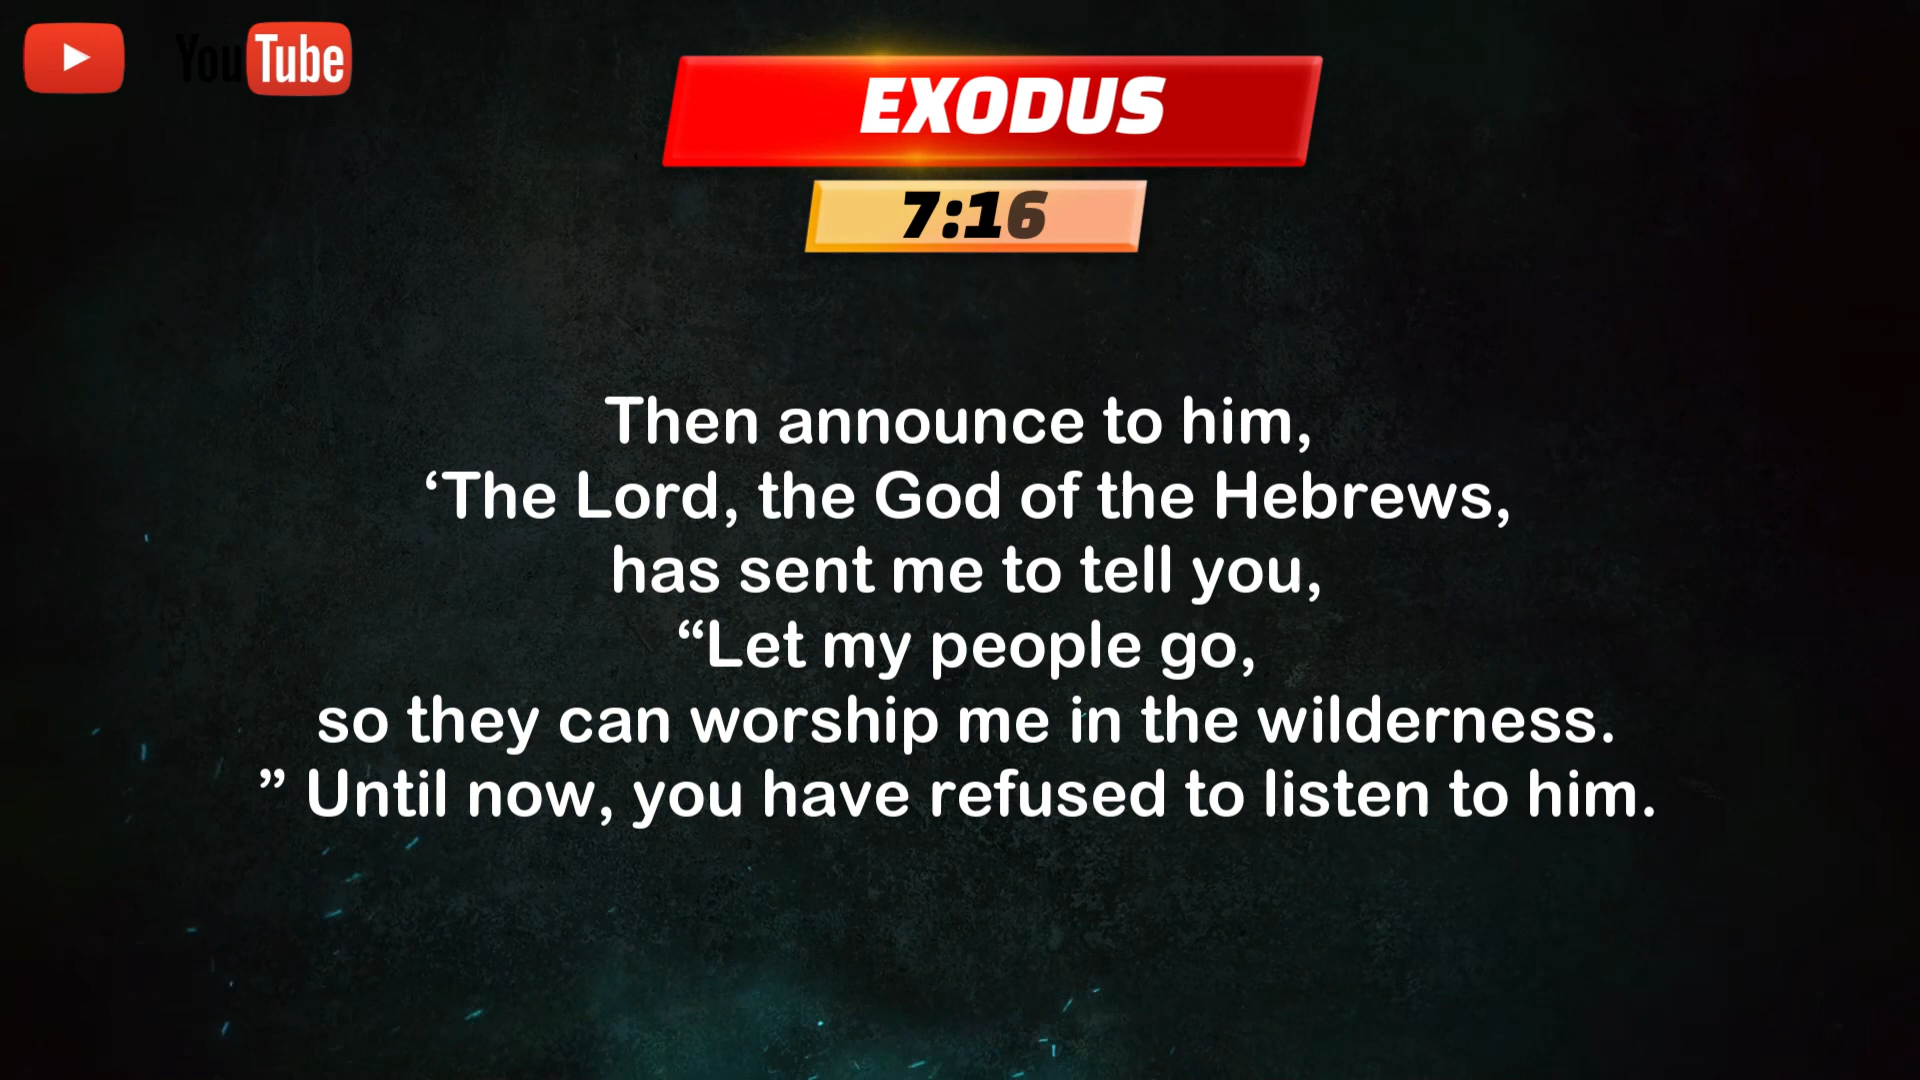 YouTube
EXODUS
7:16
Then announce to him,
‘The Lord, the God of the Hebrews,
has sent me to tell you,
“Let my people go,
so they can worship me in the wilderness.
” Until now, you have refused to listen to him.